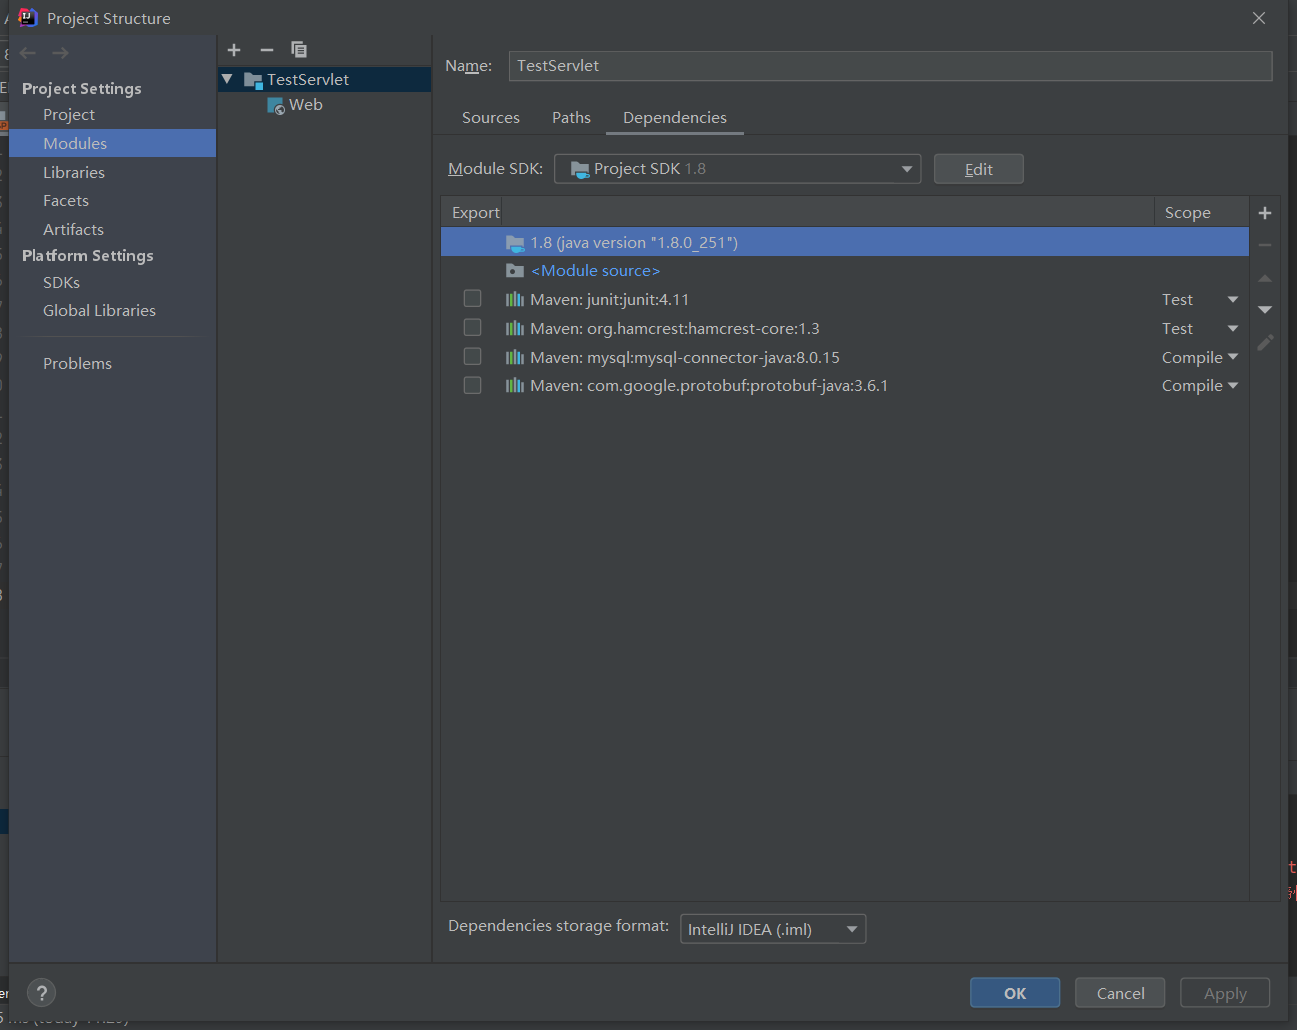 Project Structure
Project Settings
Project
Modules
Libraries
Facets
Artifacts
Platform Settings
SDKs
Global Libraries
Problems
TestServlet
Web
Name: TestServlet
Sources Paths Dependencies
Module SDK: Project SDK 1.8 Edit
Export Scope
1.8 (java version "1.8.0_251")
<Module source>
Maven: junit:junit:4.11 Test
Maven: org.hamcrest:hamcrest-core:1.3 Test
Maven: mysql:mysql-connector-java:8.0.15 Compile
Maven: com.google.protobuf:protobuf-java:3.6.1 Compile
Dependencies storage format: IntelliJ IDEA (.iml)
? OK Cancel Apply